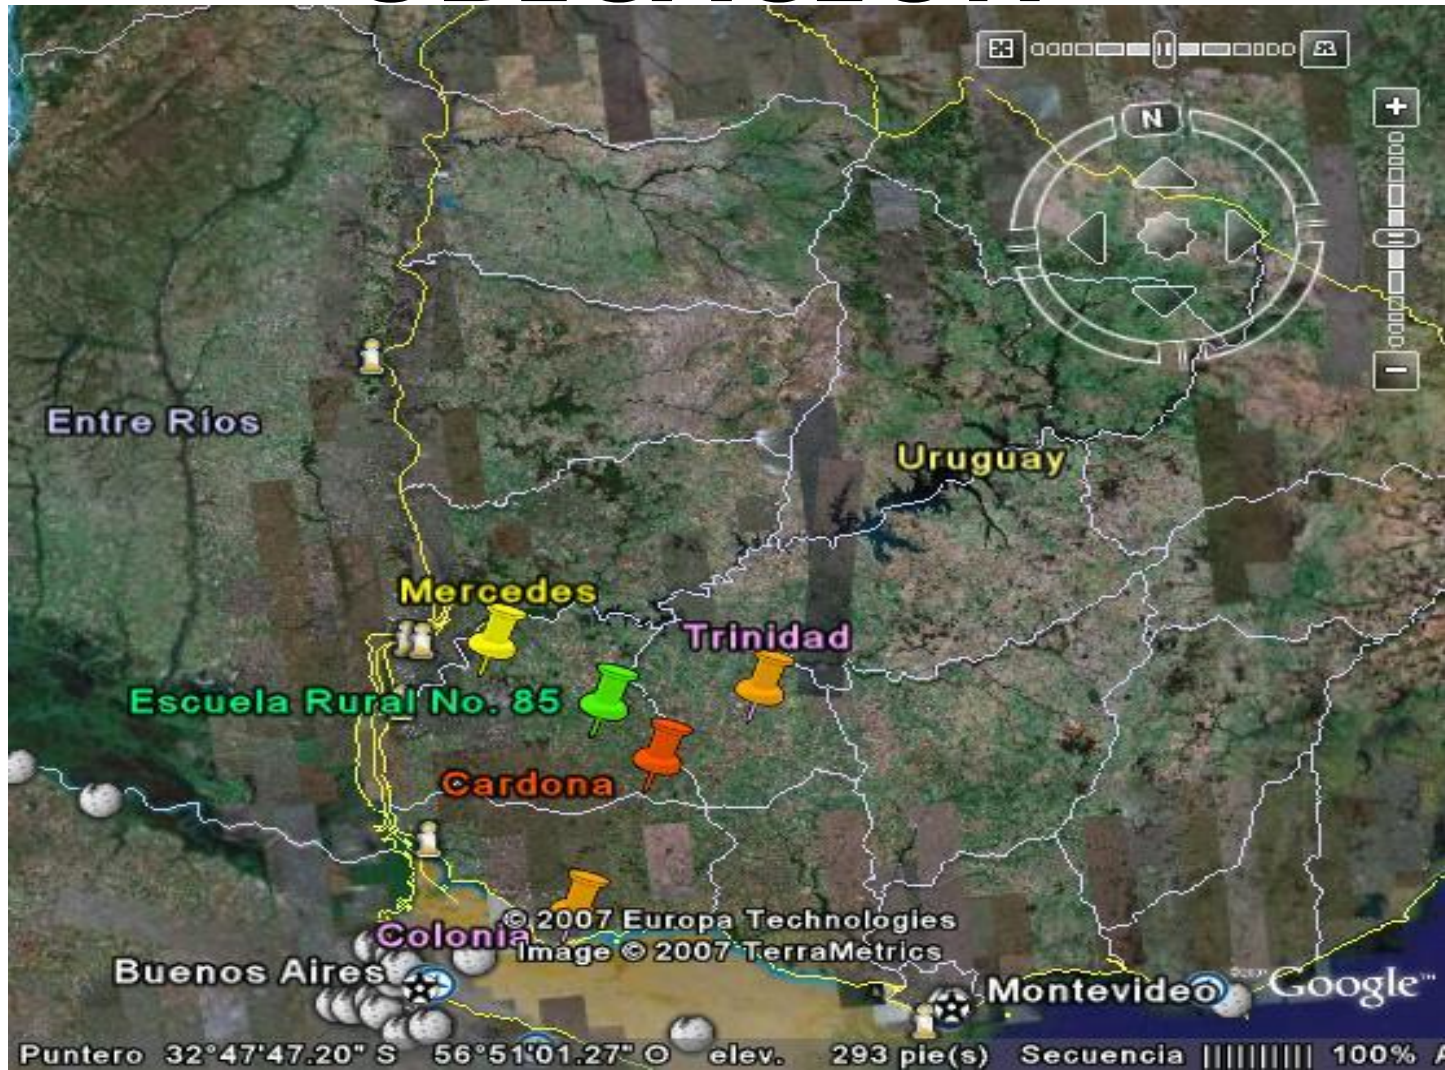 N
Entre Ríos
Uruguay
Mercedes
Trinidad
Escuela Rural No. 85
Cardona
© 2007 Europa Technologies
Colonia
Image © 2007 TerraMetrics
Buenos Aires
Montevideo
Google™
Puntero 32°47'47.20" S 56°51'01.27" O elev. 293 pie(s) Secuencia |||||||||| 100% A